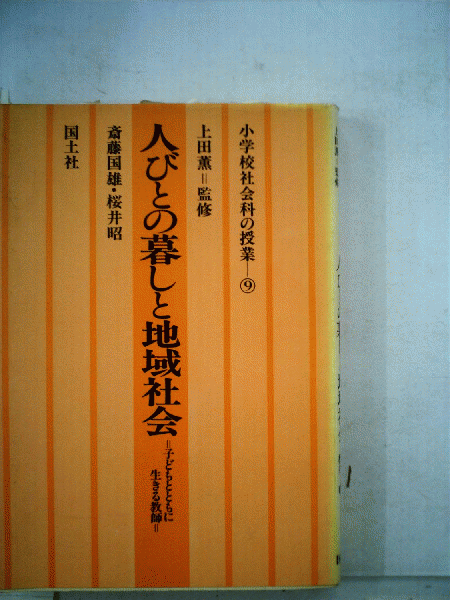 小学校社会科の授業―⑨
上田薫＝監修
人びとの暮しと地域社会
＝子どもとともに
生きる教師＝
斎藤国雄・桜井昭
国土社